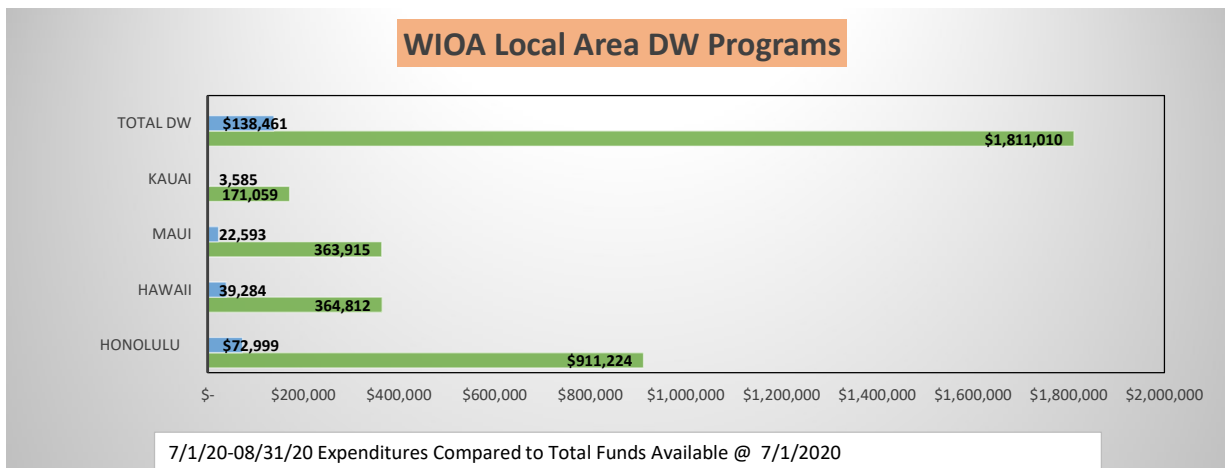 WIOA Local Area DW Programs
TOTAL DW
$138,461
$1,811,010
KAUAI
3,585
171,059
MAUI
22,593
363,915
HAWAII
39,284
364,812
HONOLULU
$72,999
$911,224
$- $200,000 $400,000 $600,000 $800,000 $1,000,000 $1,200,000 $1,400,000 $1,600,000 $1,800,000 $2,000,000
7/1/20-08/31/20 Expenditures Compared to Total Funds Available @ 7/1/2020